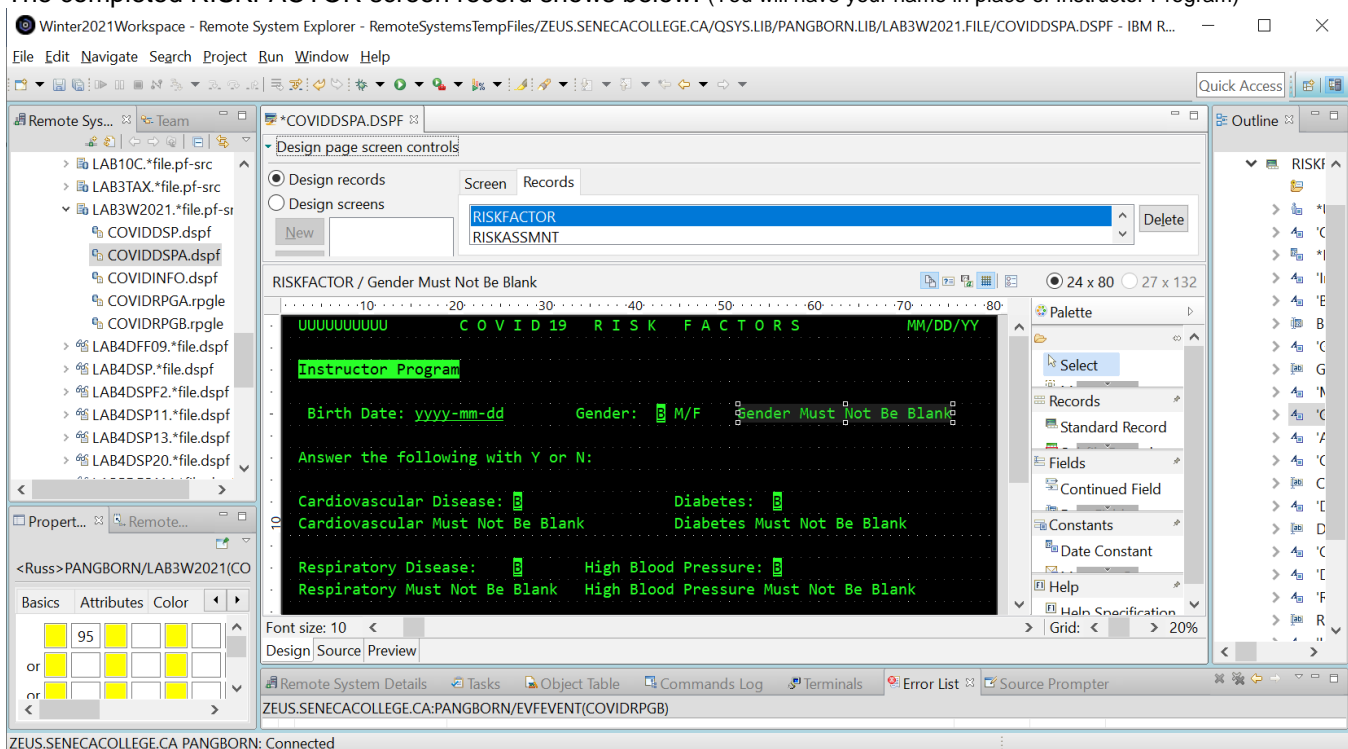 The completed RISKFACTOR screen record shows below: (You will have your name in place of Instructor Program)
Winter2021Workspace - Remote System Explorer - RemoteSystemsTempFiles/ZEUS.SENECACOLLEGE.CA/QSYS.LIB/PANGBORN.LIB/LAB3W2021.FILE/COVIDDSPA.DSPF - IBM R...
File Edit Navigate Search Project Run Window Help
Quick Access
Remote Sys... Team
LAB10C.*file.pf-src
LAB3TAX.*file.pf-src
LAB3W2021.*file.pf-sr
COVIDDSP.dspf
COVIDDSPA.dspf
COVIDINFO.dspf
COVIDRPGA.rpgle
COVIDRPGB.rpgle
LAB4DFF09.*file.dspf
LAB4DSP.*file.dspf
LAB4DSPF2.*file.dspf
LAB4DSP11.*file.dspf
LAB4DSP13.*file.dspf
LAB4DSP20.*file.dspf
Propert... Remote...
<Russ>PANGBORN/LAB3W2021(CO
Basics Attributes Color
95
or
or
*COVIDDSPA.DSPF
Design page screen controls
Design records
Design screens
New
Screen Records
RISKFACTOR
RISKASSMNT
Delete
RISKFACTOR / Gender Must Not Be Blank
24 x 80 27 x 132
10 20 30 40 50 60 70 80
UUUUUUUUUU C O V I D 19 R I S K F A C T O R S MM/DD/YY
Instructor Program
Birth Date: yyyy-mm-dd Gender: B M/F Gender Must Not Be Blank
Answer the following with Y or N:
Cardiovascular Disease: B Diabetes: B
10
Cardiovascular Must Not Be Blank Diabetes Must Not Be Blank
Respiratory Disease: B High Blood Pressure: B
Respiratory Must Not Be Blank High Blood Pressure Must Not Be Blank
Font size: 10
Grid: 20%
Design Source Preview
Palette
Select
Records
Standard Record
Fields
Continued Field
Constants
Date Constant
Help
Help Specification
Outline
RISKF
Remote System Details Tasks Object Table Commands Log Terminals Error List Source Prompter
ZEUS.SENECACOLLEGE.CA:PANGBORN/EVFEVENT(COVIDRPGB)
ZEUS.SENECACOLLEGE.CA PANGBORN: Connected